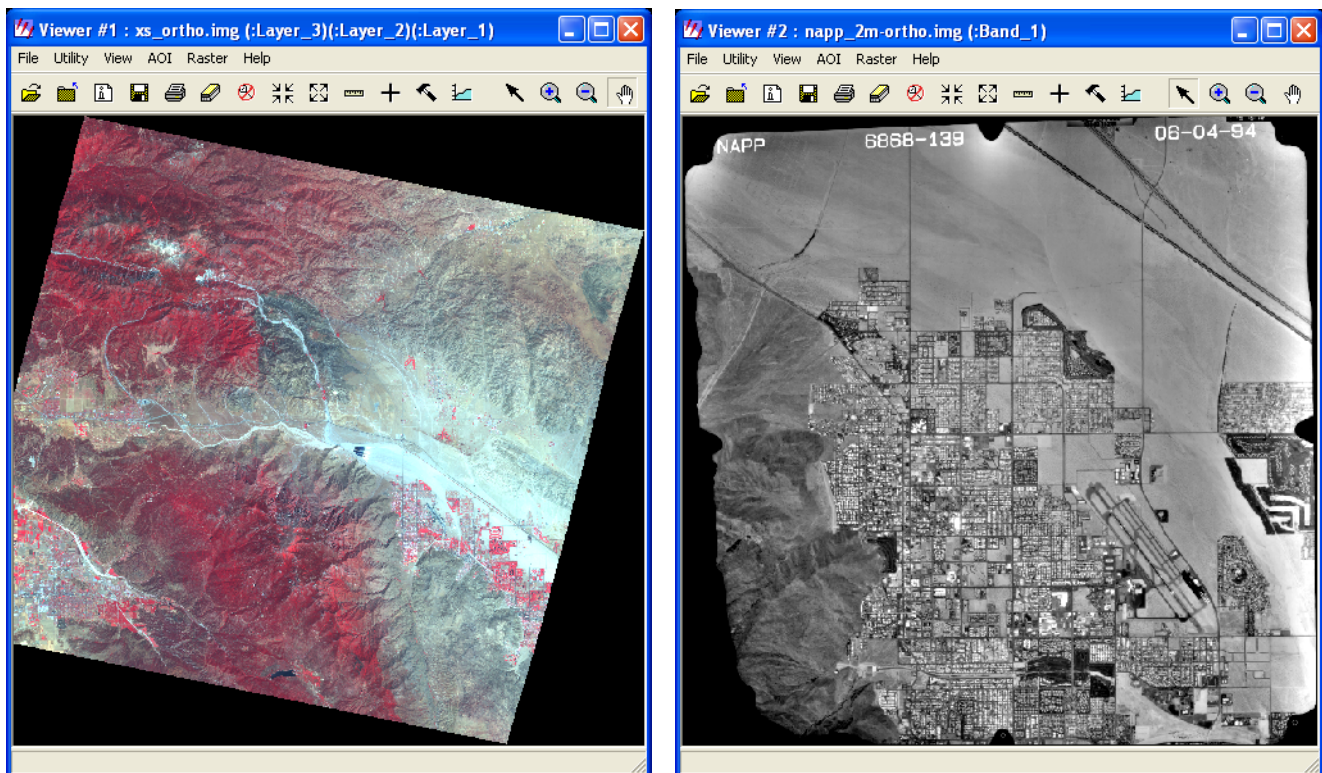 Viewer #1 : xs_ortho.img (:Layer_3)(:Layer_2)(:Layer_1)
File Utility View AOI Raster Help
Viewer #2 : napp_2m-ortho.img (:Band_1)
File Utility View AOI Raster Help
NAPP 6868-139 06-04-94